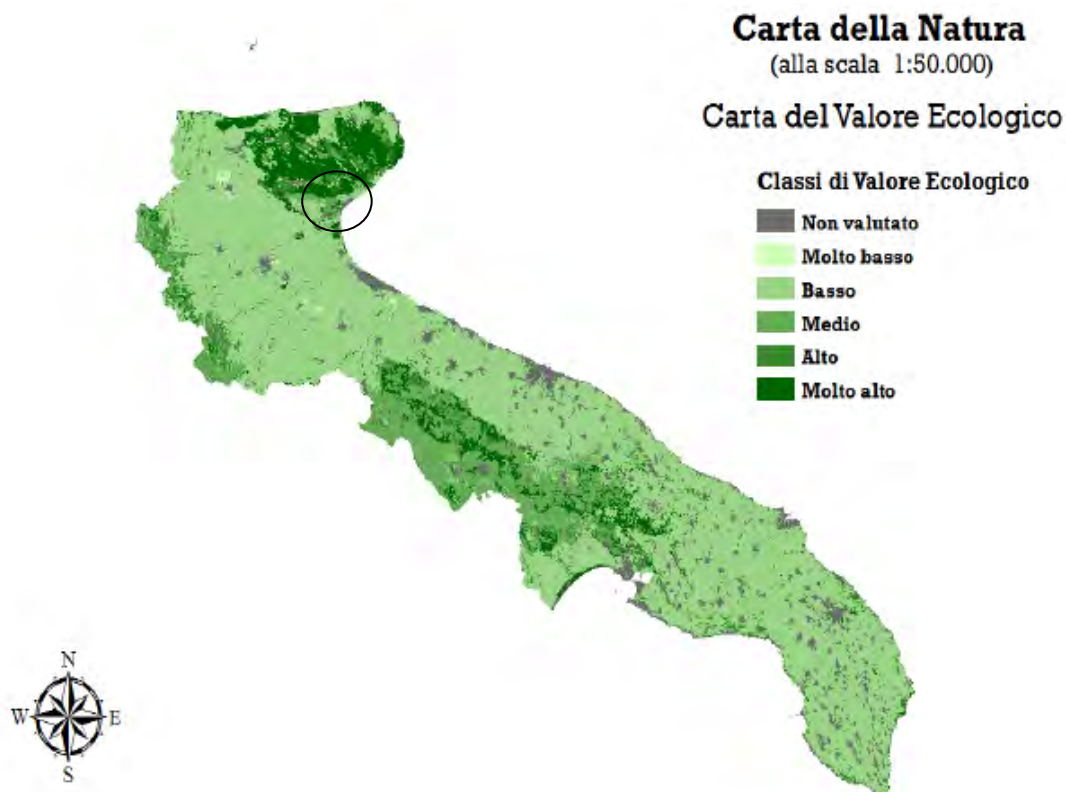 Carta della Natura
(alla scala 1:50.000)
Carta del Valore Ecologico
Classi di Valore Ecologico
Non valutato
Molto basso
Basso
Medio
Alto
Molto alto
N
W E
S